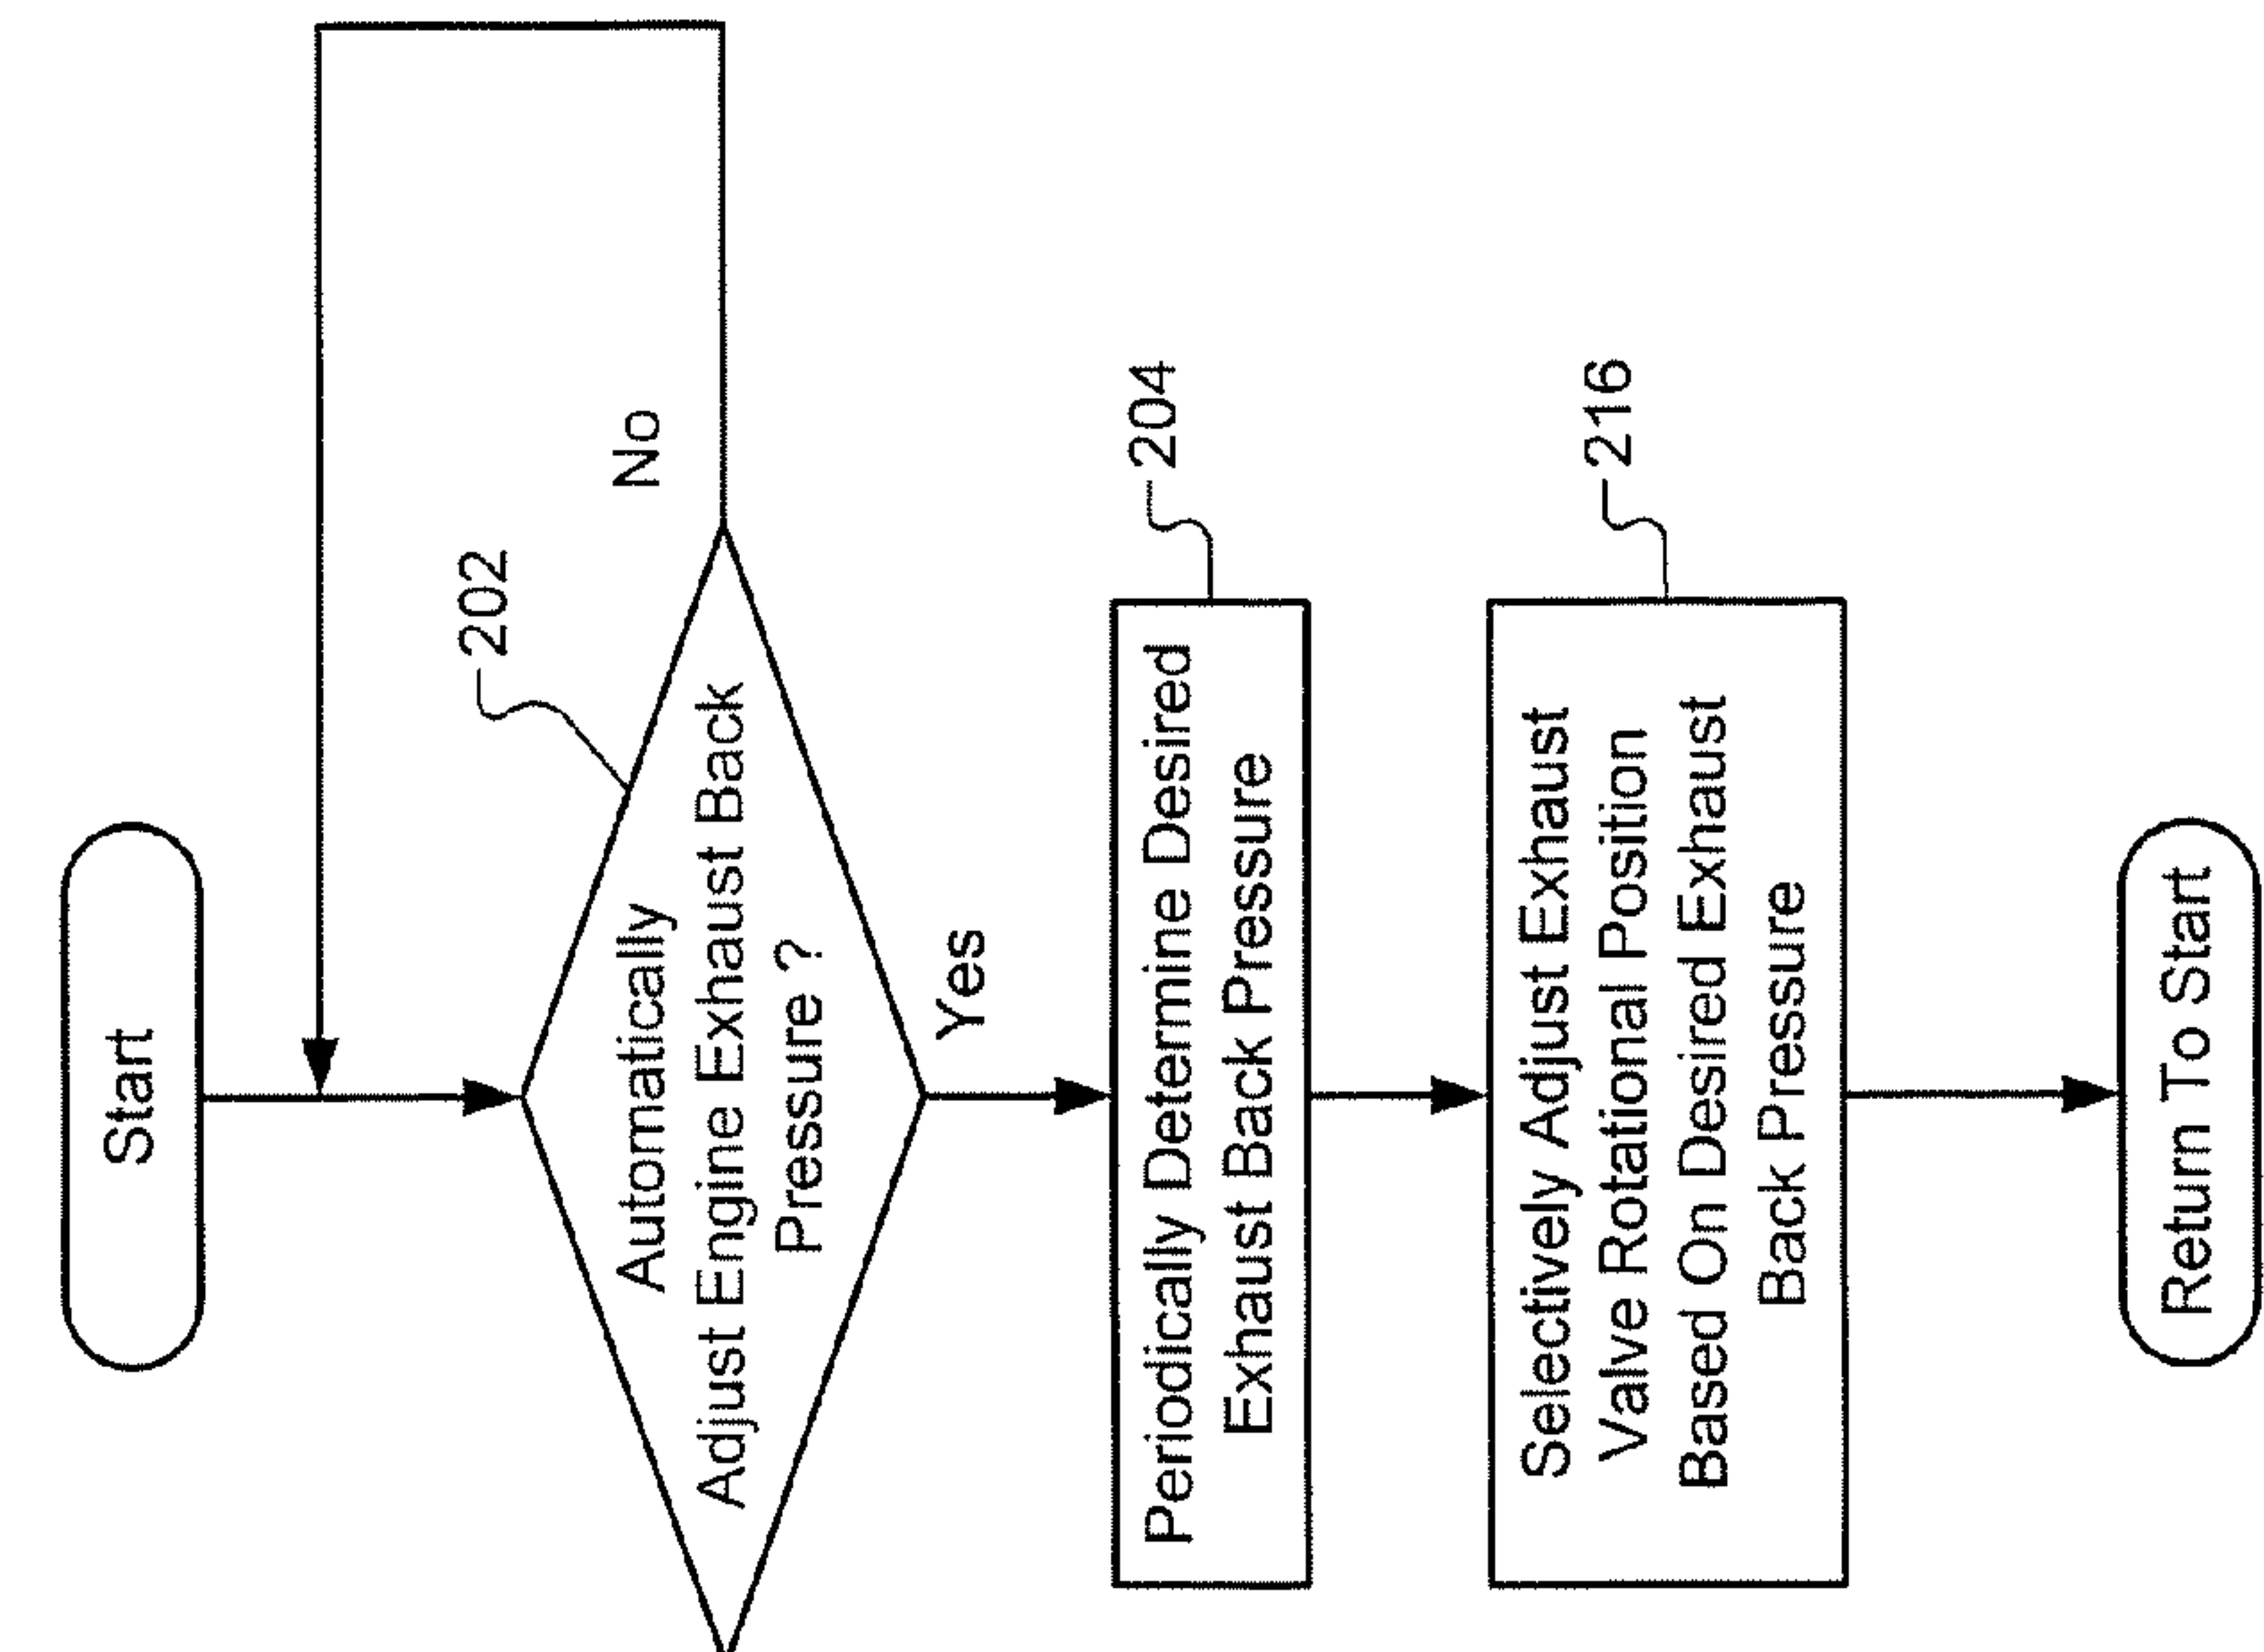 Start
202
Automatically
Adjust Engine Exhaust Back
Pressure ?
No
Yes
204
Periodically Determine Desired
Exhaust Back Pressure
216
Selectively Adjust Exhaust
Valve Rotational Position
Based On Desired Exhaust
Back Pressure
Return To Start